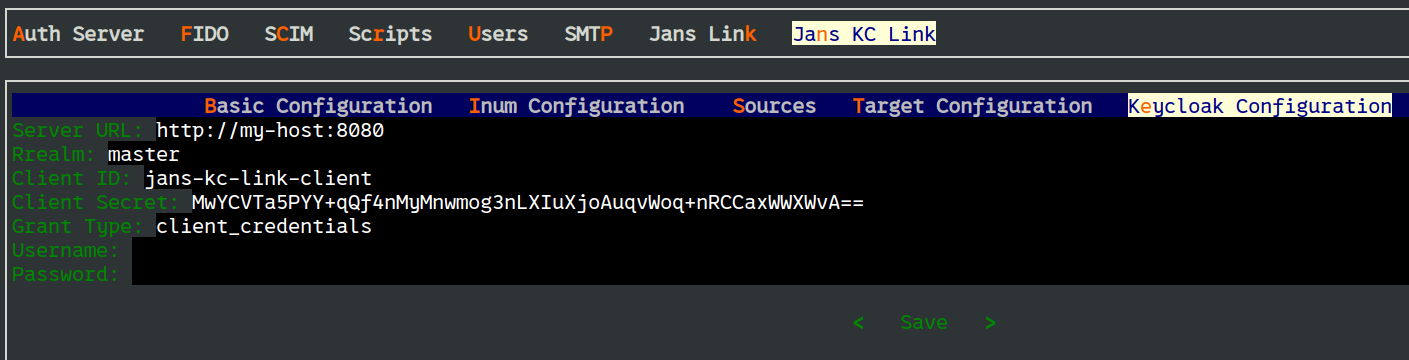 Auth Server FIDO SCIM Scripts Users SMTP Jans Link Jans KC Link
Basic Configuration Inum Configuration Sources Target Configuration Keycloak Configuration
Server URL: http://my-host:8080
Rrealm: master
Client ID: jans-kc-link-client
Client Secret: MwYCVTa5PYY+qQf4nMyMnwmog3nLXIuXjoAuqvWoq+nRCCaxWWXWvA==
Grant Type: client_credentials
Username:
Password:
< Save >